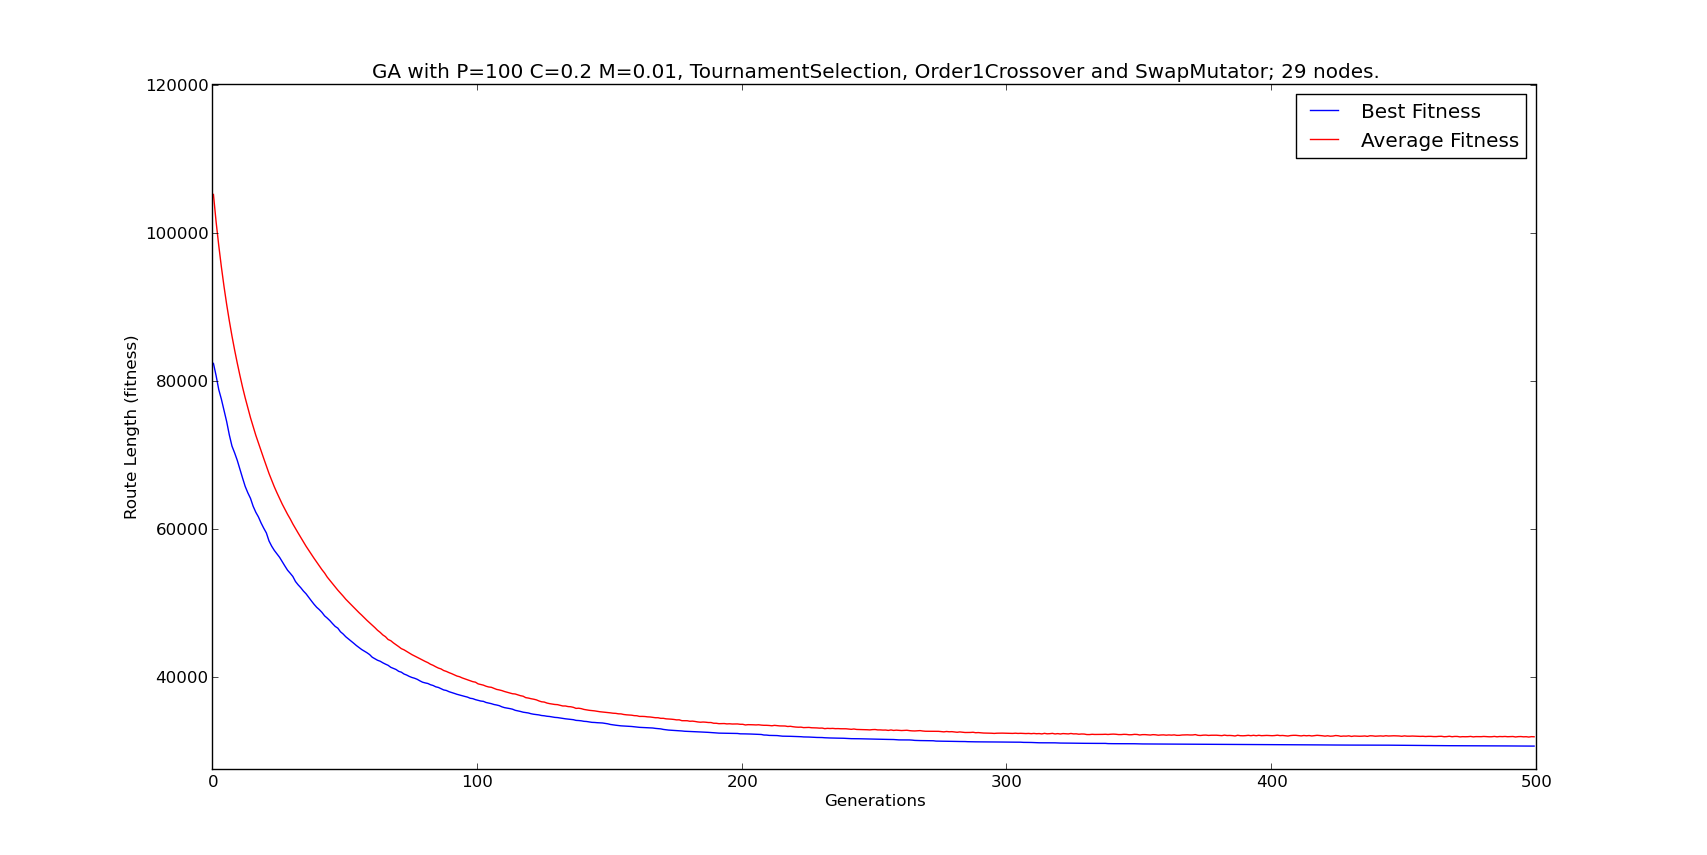 GA with P=100 C=0.2 M=0.01, TournamentSelection, Order1Crossover and SwapMutator; 29 nodes.
120000
100000
80000
60000
40000
Route Length (fitness)
Best Fitness
Average Fitness
0 100 200 300 400 500
Generations